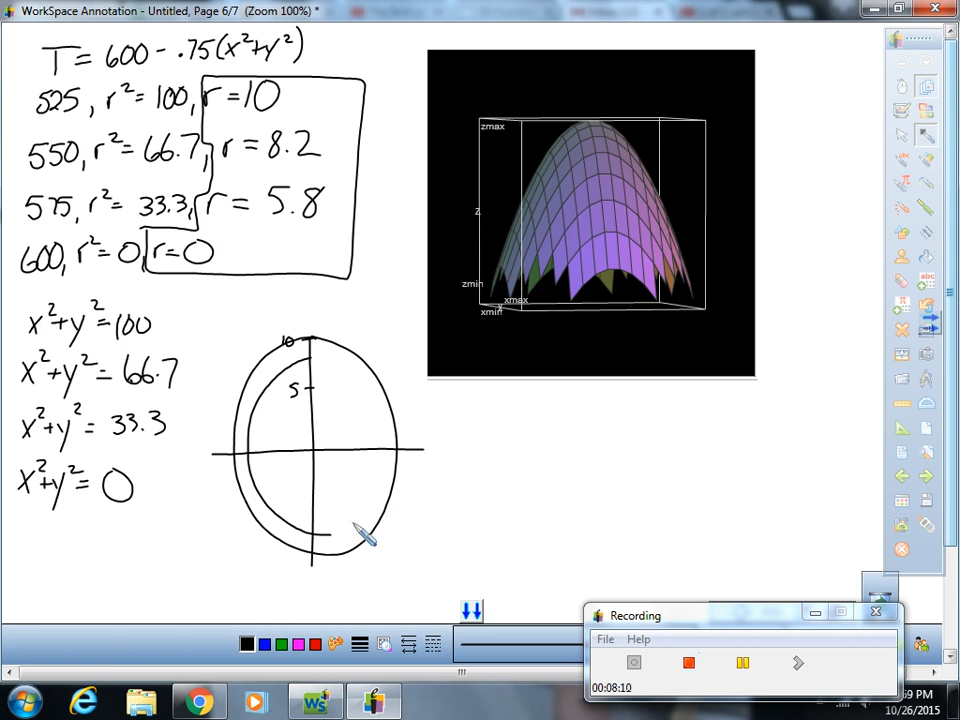 WorkSpace Annotation - Untitled, Page 6/7 (Zoom 100%) *
T = 600 - .75(x²+y²)
525, r² = 100, r = 10
550, r² = 66.7, r = 8.2
575, r² = 33.3, r = 5.8
600, r² = 0, r = 0
x²+y² = 100
x²+y² = 66.7
x²+y² = 33.3
x²+y² = 0
10
5
zmax
z
zmin
xmax
xmin
abc
Recording
File Help
00:08:10
:59 PM
10/26/2015